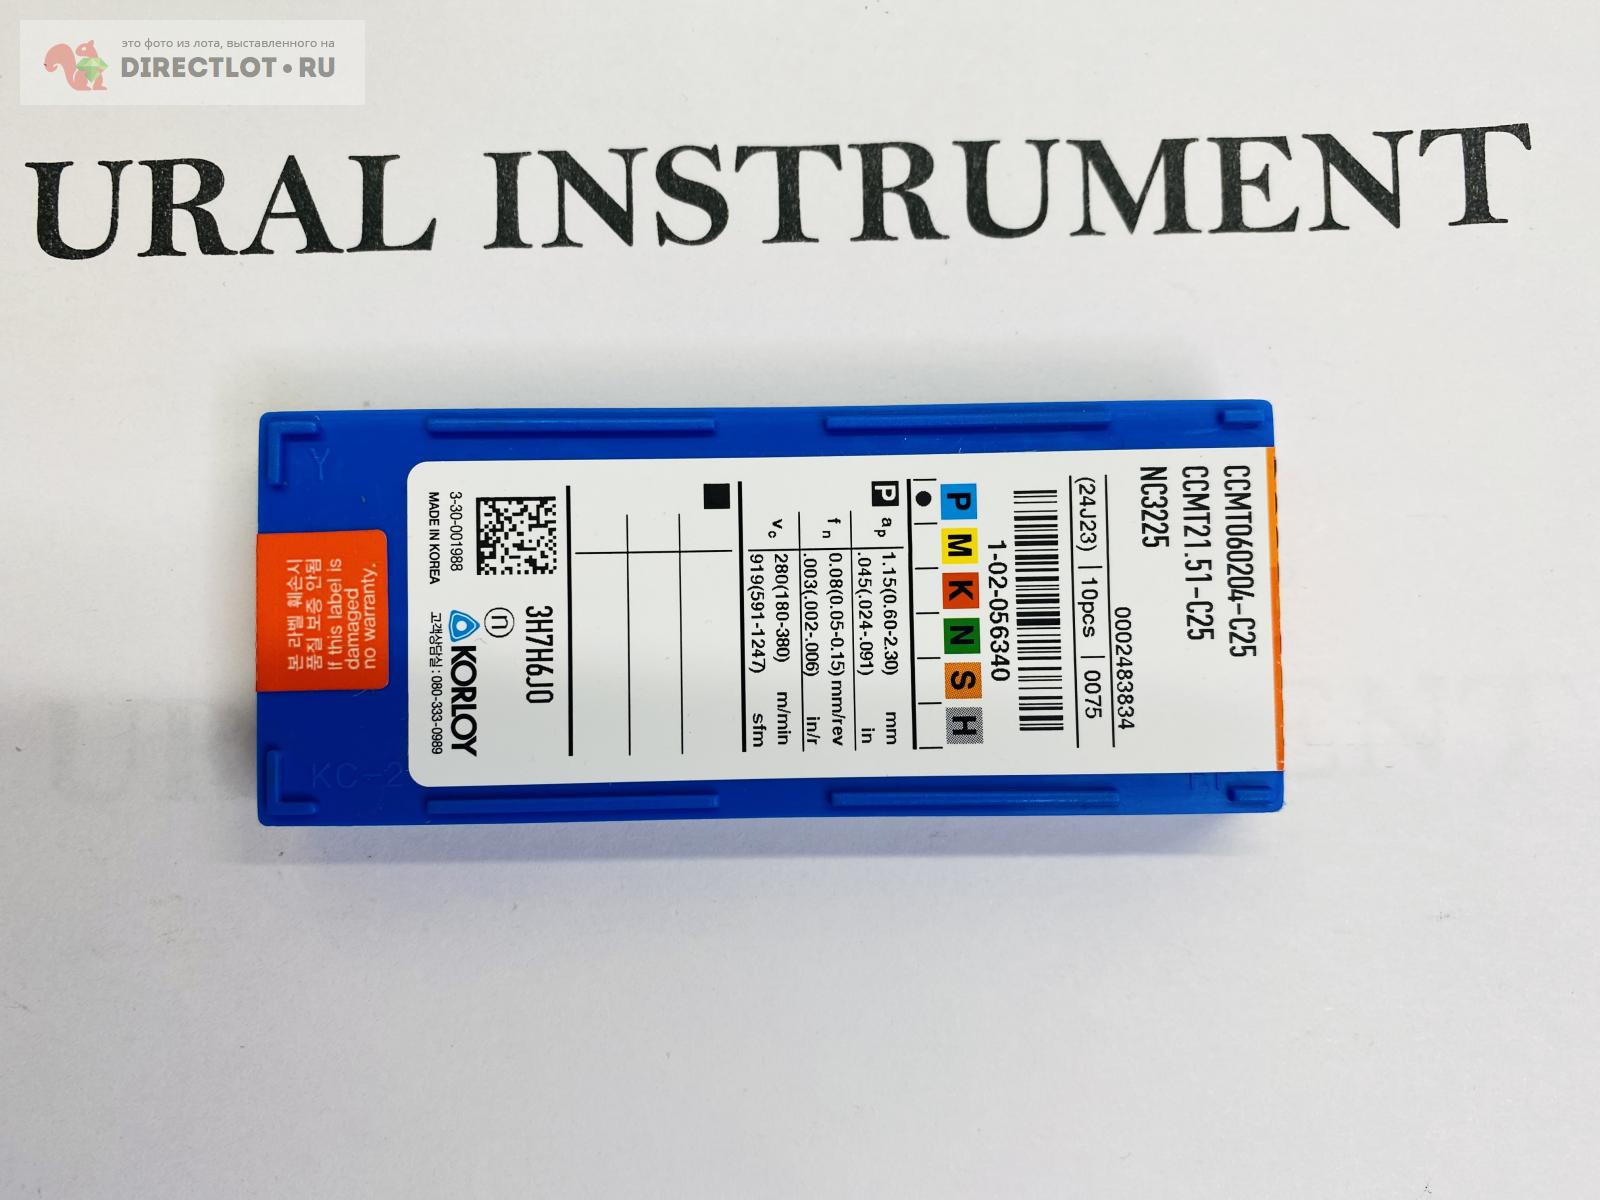 это фото из лота, выставленного на
DIRECTLOT•RU
URAL INSTRUMENT
CCMT060204-C25
CCMT21.51-C25
NC3225
0002483834
(24J23) | 10pcs | 0075
1-02-056340
P M K N S H
P ap 1.15(0.60-2.30) mm
.045(.024-.091) in
fn 0.08(0.05-0.15) mm/rev
.003(.002-.006) in/r
vc 280(180-380) m/min
919(591-1247) sfm
3H7H6J0
n
3-30-001988
MADE IN KOREA
KORLOY
고객상담실 : 080-333-0989
본 라벨 훼손시
품질 보증 안됨
If this label is
damaged
no warranty.
Y
KC-2